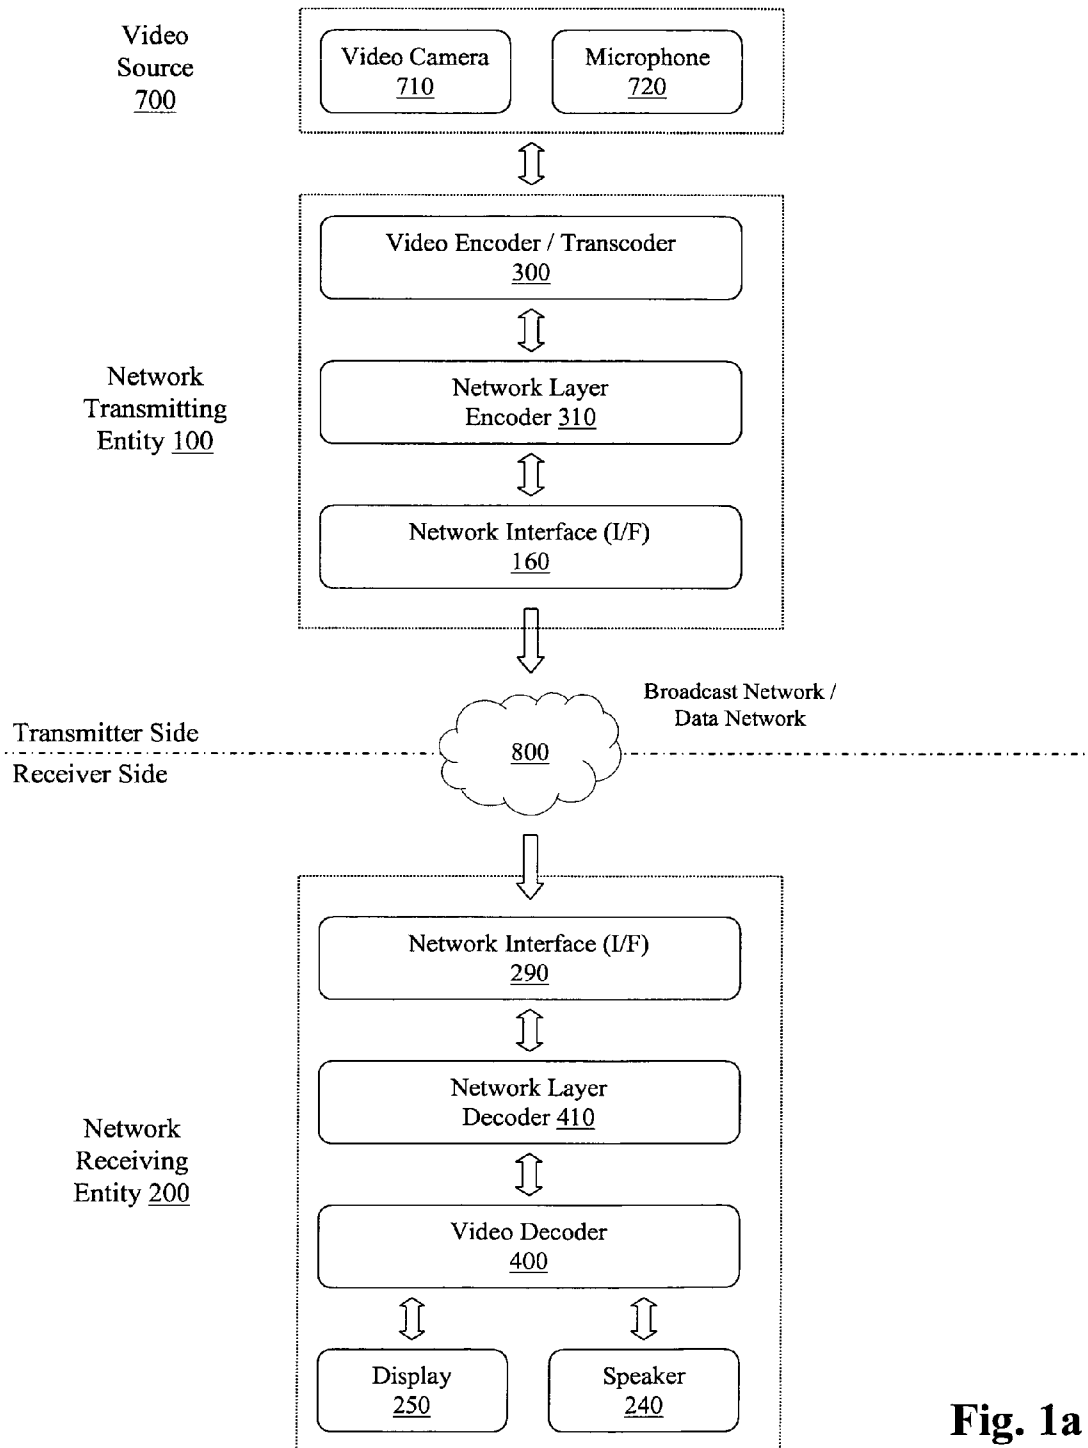 Video
Source
700
Video Camera
710
Microphone
720
Video Encoder / Transcoder
300
Network
Transmitting
Entity 100
Network Layer
Encoder 310
Network Interface (I/F)
160
Broadcast Network /
Data Network
Transmitter Side
800
Receiver Side
Network Interface (I/F)
290
Network Layer
Decoder 410
Network
Receiving
Entity 200
Video Decoder
400
Display
250
Speaker
240
Fig. 1a